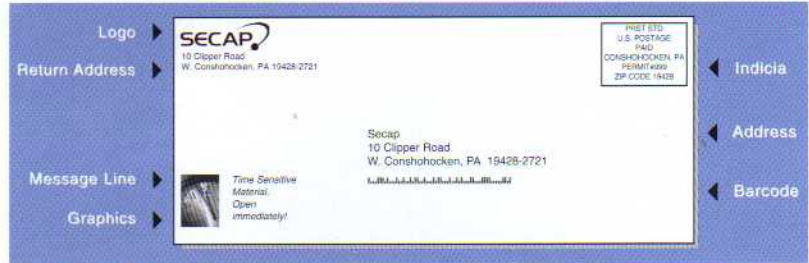 Logo
Return Address
Message Line
Graphics
SECAP
10 Clipper Road
W. Conshohocken, PA 19428-2721
PRST STD
U.S. POSTAGE
PAID
CONSHOHOCKEN, PA
PERMIT#999
ZIP CODE 19428
Secap
10 Clipper Road
W. Conshohocken, PA 19428-2721
Time Sensitive
Material.
Open
immediately!
Indicia
Address
Barcode